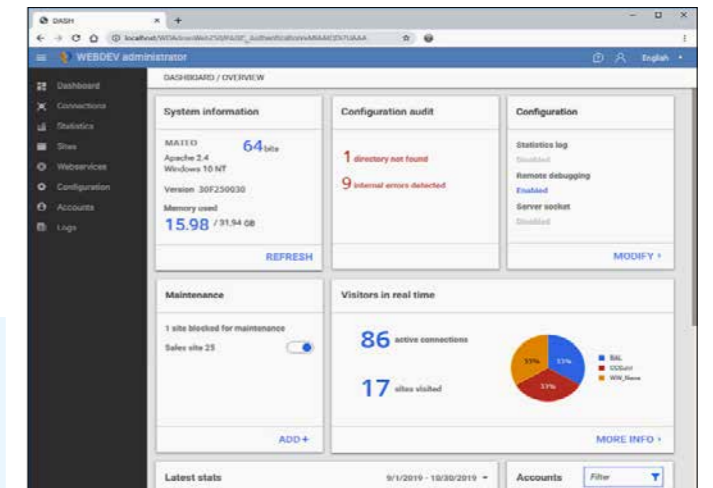 DASH
WEBDEV administrator
English
Dashboard
Connections
Statistics
Sites
Webservices
Configuration
Accounts
Logs
DASHBOARD / OVERVIEW
System information
MATEO
64 bits
Apache 2.4
Windows 10 NT
Version 30F250030
Memory used
15.98 / 31.94 GB
REFRESH
Configuration audit
1 directory not found
9 internal errors detected
Configuration
Statistics log
Disabled
Remote debugging
Enabled
Server socket
Disabled
MODIFY
Maintenance
1 site blocked for maintenance
Sales site 25
ADD+
Visitors in real time
86 active connections
17 sites visited
33% 33%
33%
BAL
MORE INFO
Latest stats
9/1/2019 - 10/30/2019
Accounts
Filter